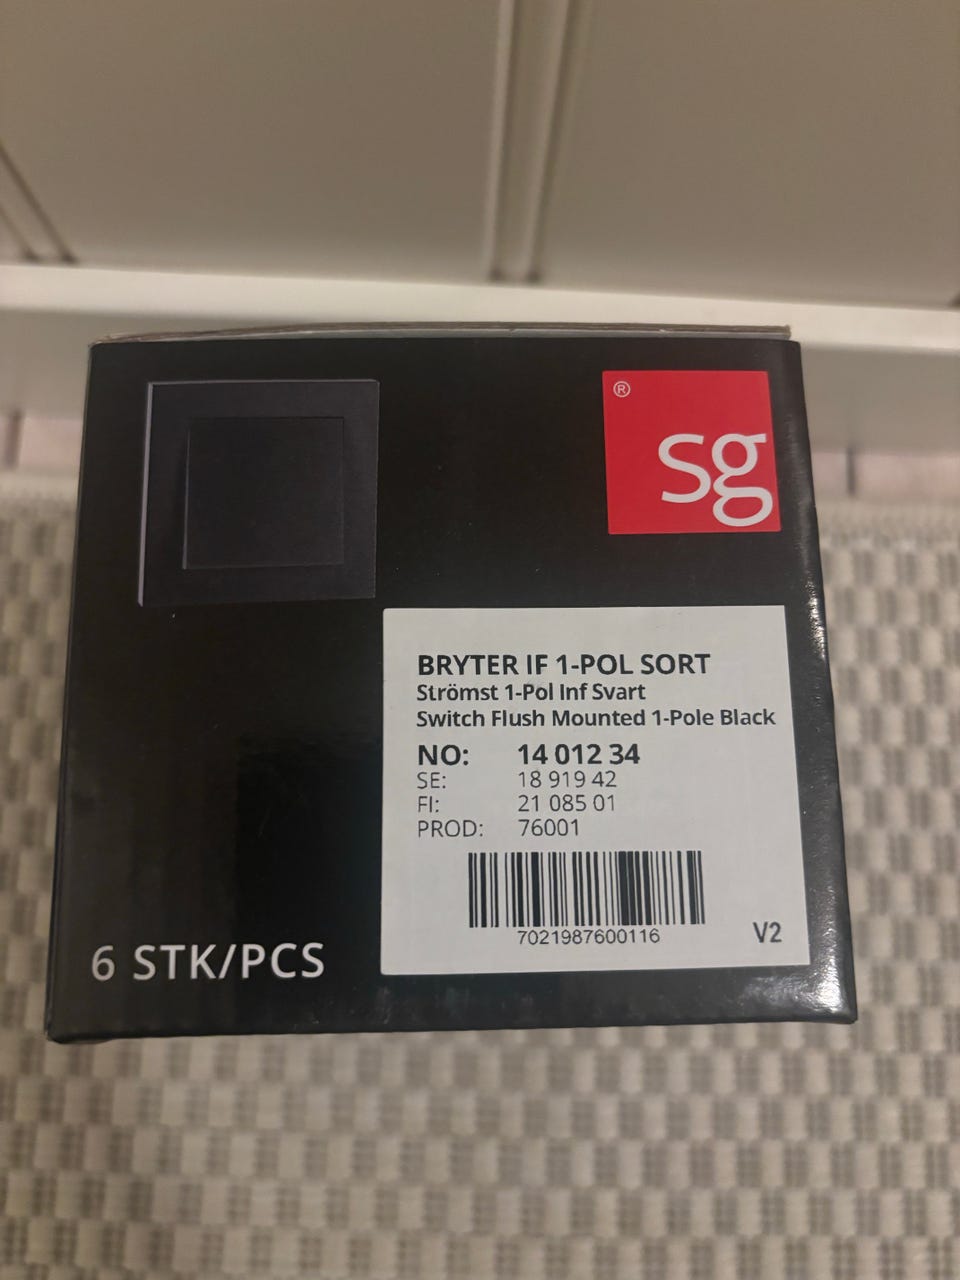 ®
sg
BRYTER IF 1-POL SORT
Strömst 1-Pol Inf Svart
Switch Flush Mounted 1-Pole Black
NO: 14 012 34
SE: 18 919 42
FI: 21 085 01
PROD: 76001
7021987600116
V2
6 STK/PCS